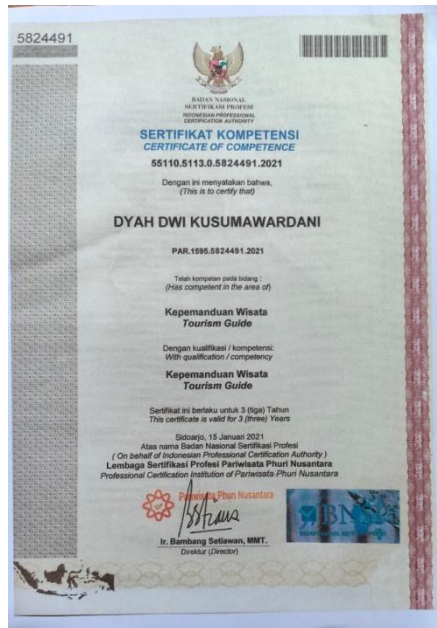 5824491
BADAN NASIONAL
SERTIFIKASI PROFESI
INDONESIAN PROFESSIONAL
CERTIFICATION AUTHORITY
SERTIFIKAT KOMPETENSI
CERTIFICATE OF COMPETENCE
55110.5113.0.5824491.2021
Dengan ini menyatakan bahwa,
(This is to certify that)
DYAH DWI KUSUMAWARDANI
PAR.1595.5824491.2021
Telah kompeten pada bidang :
(Has competent in the area of)
Kepemanduan Wisata
Tourism Guide
Dengan kualifikasi / kompetensi:
With qualification / competency
Kepemanduan Wisata
Tourism Guide
Sertifikat ini berlaku untuk 3 (tiga) Tahun
This certificate is valid for 3 (three) Years
Sidoarjo, 15 Januari 2021
Atas nama Badan Nasional Sertifikasi Profesi
( On behalf of Indonesian Professional Certification Authority )
Lembaga Sertifikasi Profesi Pariwisata Phuri Nusantara
Professional Certification Institution of Pariwisata Phuri Nusantara
Pariwisata Phuri Nusantara
BNSP
Ir. Bambang Setiawan, MMT.
Direktur (Director)